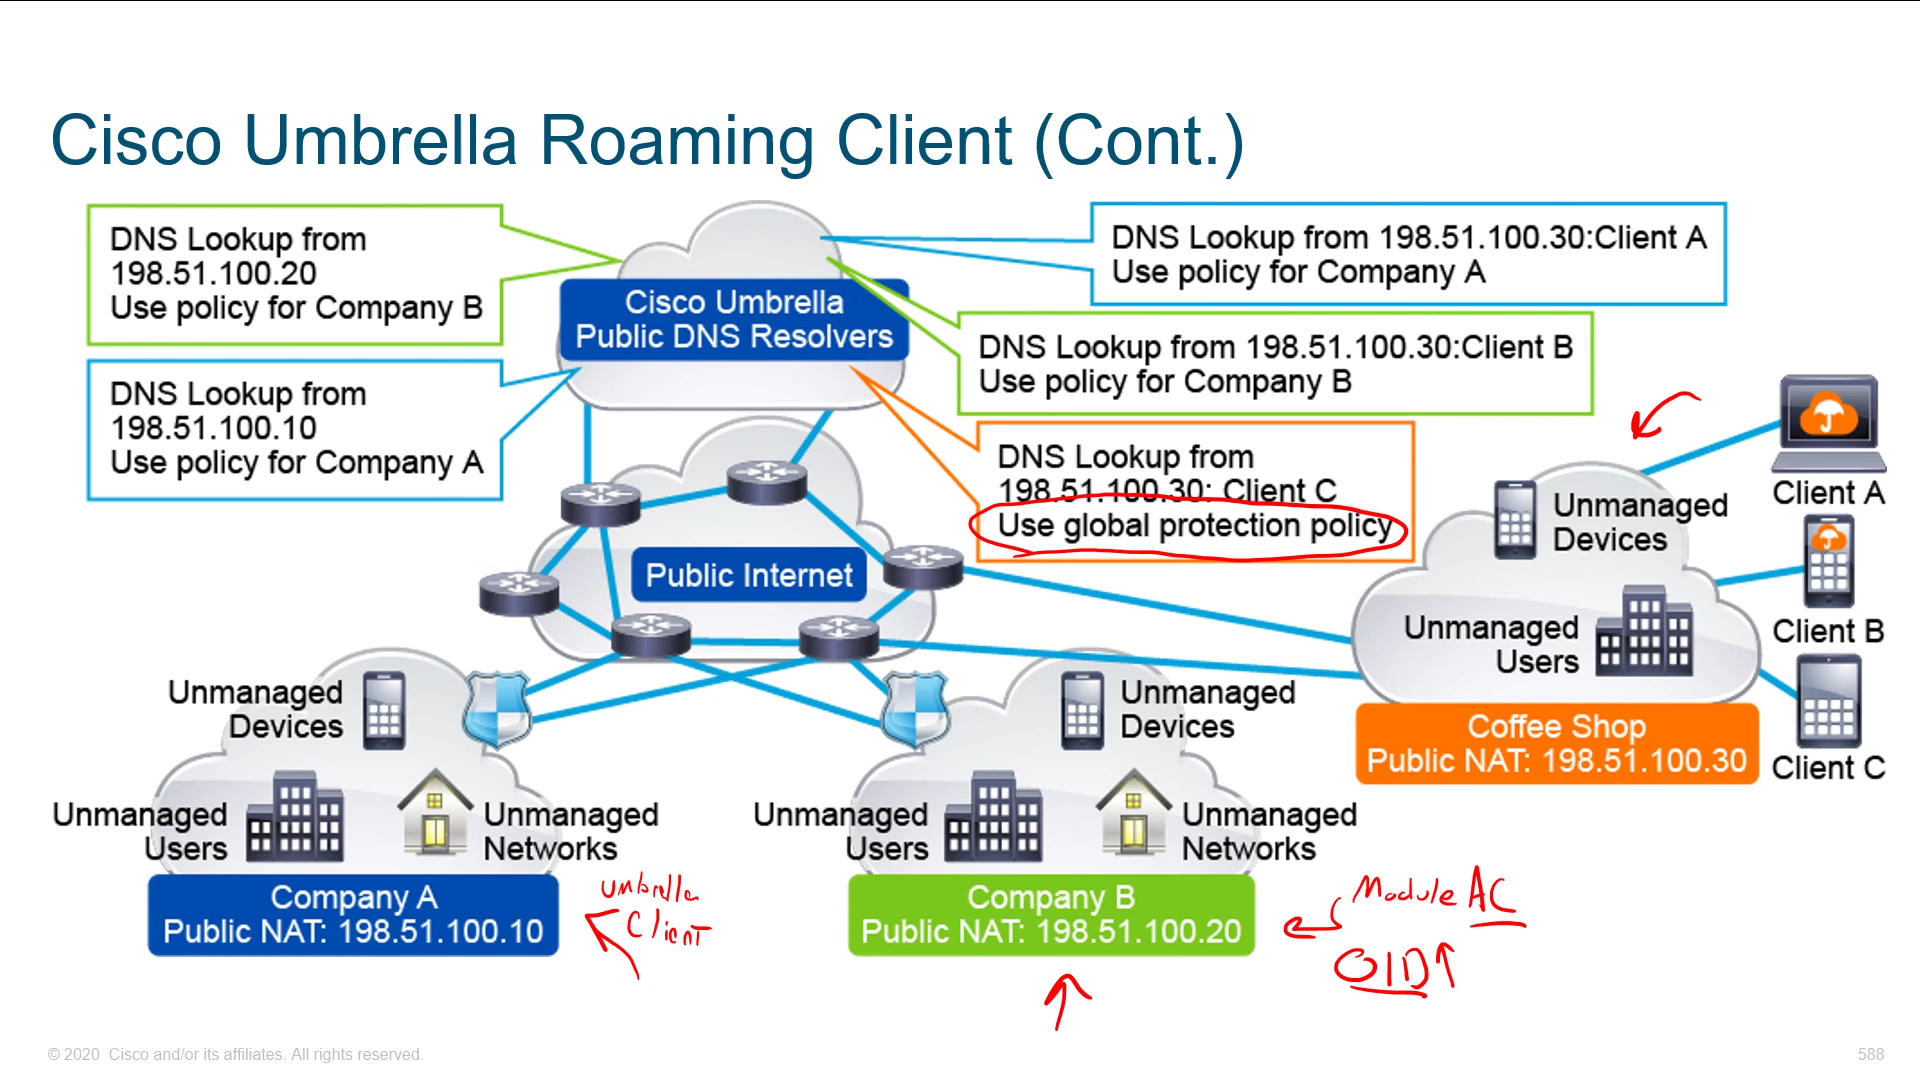 Cisco Umbrella Roaming Client (Cont.)
DNS Lookup from
198.51.100.20
Use policy for Company B
DNS Lookup from
198.51.100.10
Use policy for Company A
Cisco Umbrella
Public DNS Resolvers
DNS Lookup from 198.51.100.30:Client A
Use policy for Company A
DNS Lookup from 198.51.100.30:Client B
Use policy for Company B
DNS Lookup from
198.51.100.30: Client C
Use global protection policy
Public Internet
Unmanaged
Devices
Unmanaged
Users
Coffee Shop
Public NAT: 198.51.100.30
Client A
Client B
Client C
Unmanaged
Devices
Unmanaged
Users
Unmanaged
Networks
Company A
Public NAT: 198.51.100.10
Umbrella
Client
Unmanaged
Devices
Unmanaged
Users
Unmanaged
Networks
Company B
Public NAT: 198.51.100.20
Module AC
OID
© 2020 Cisco and/or its affiliates. All rights reserved.
588